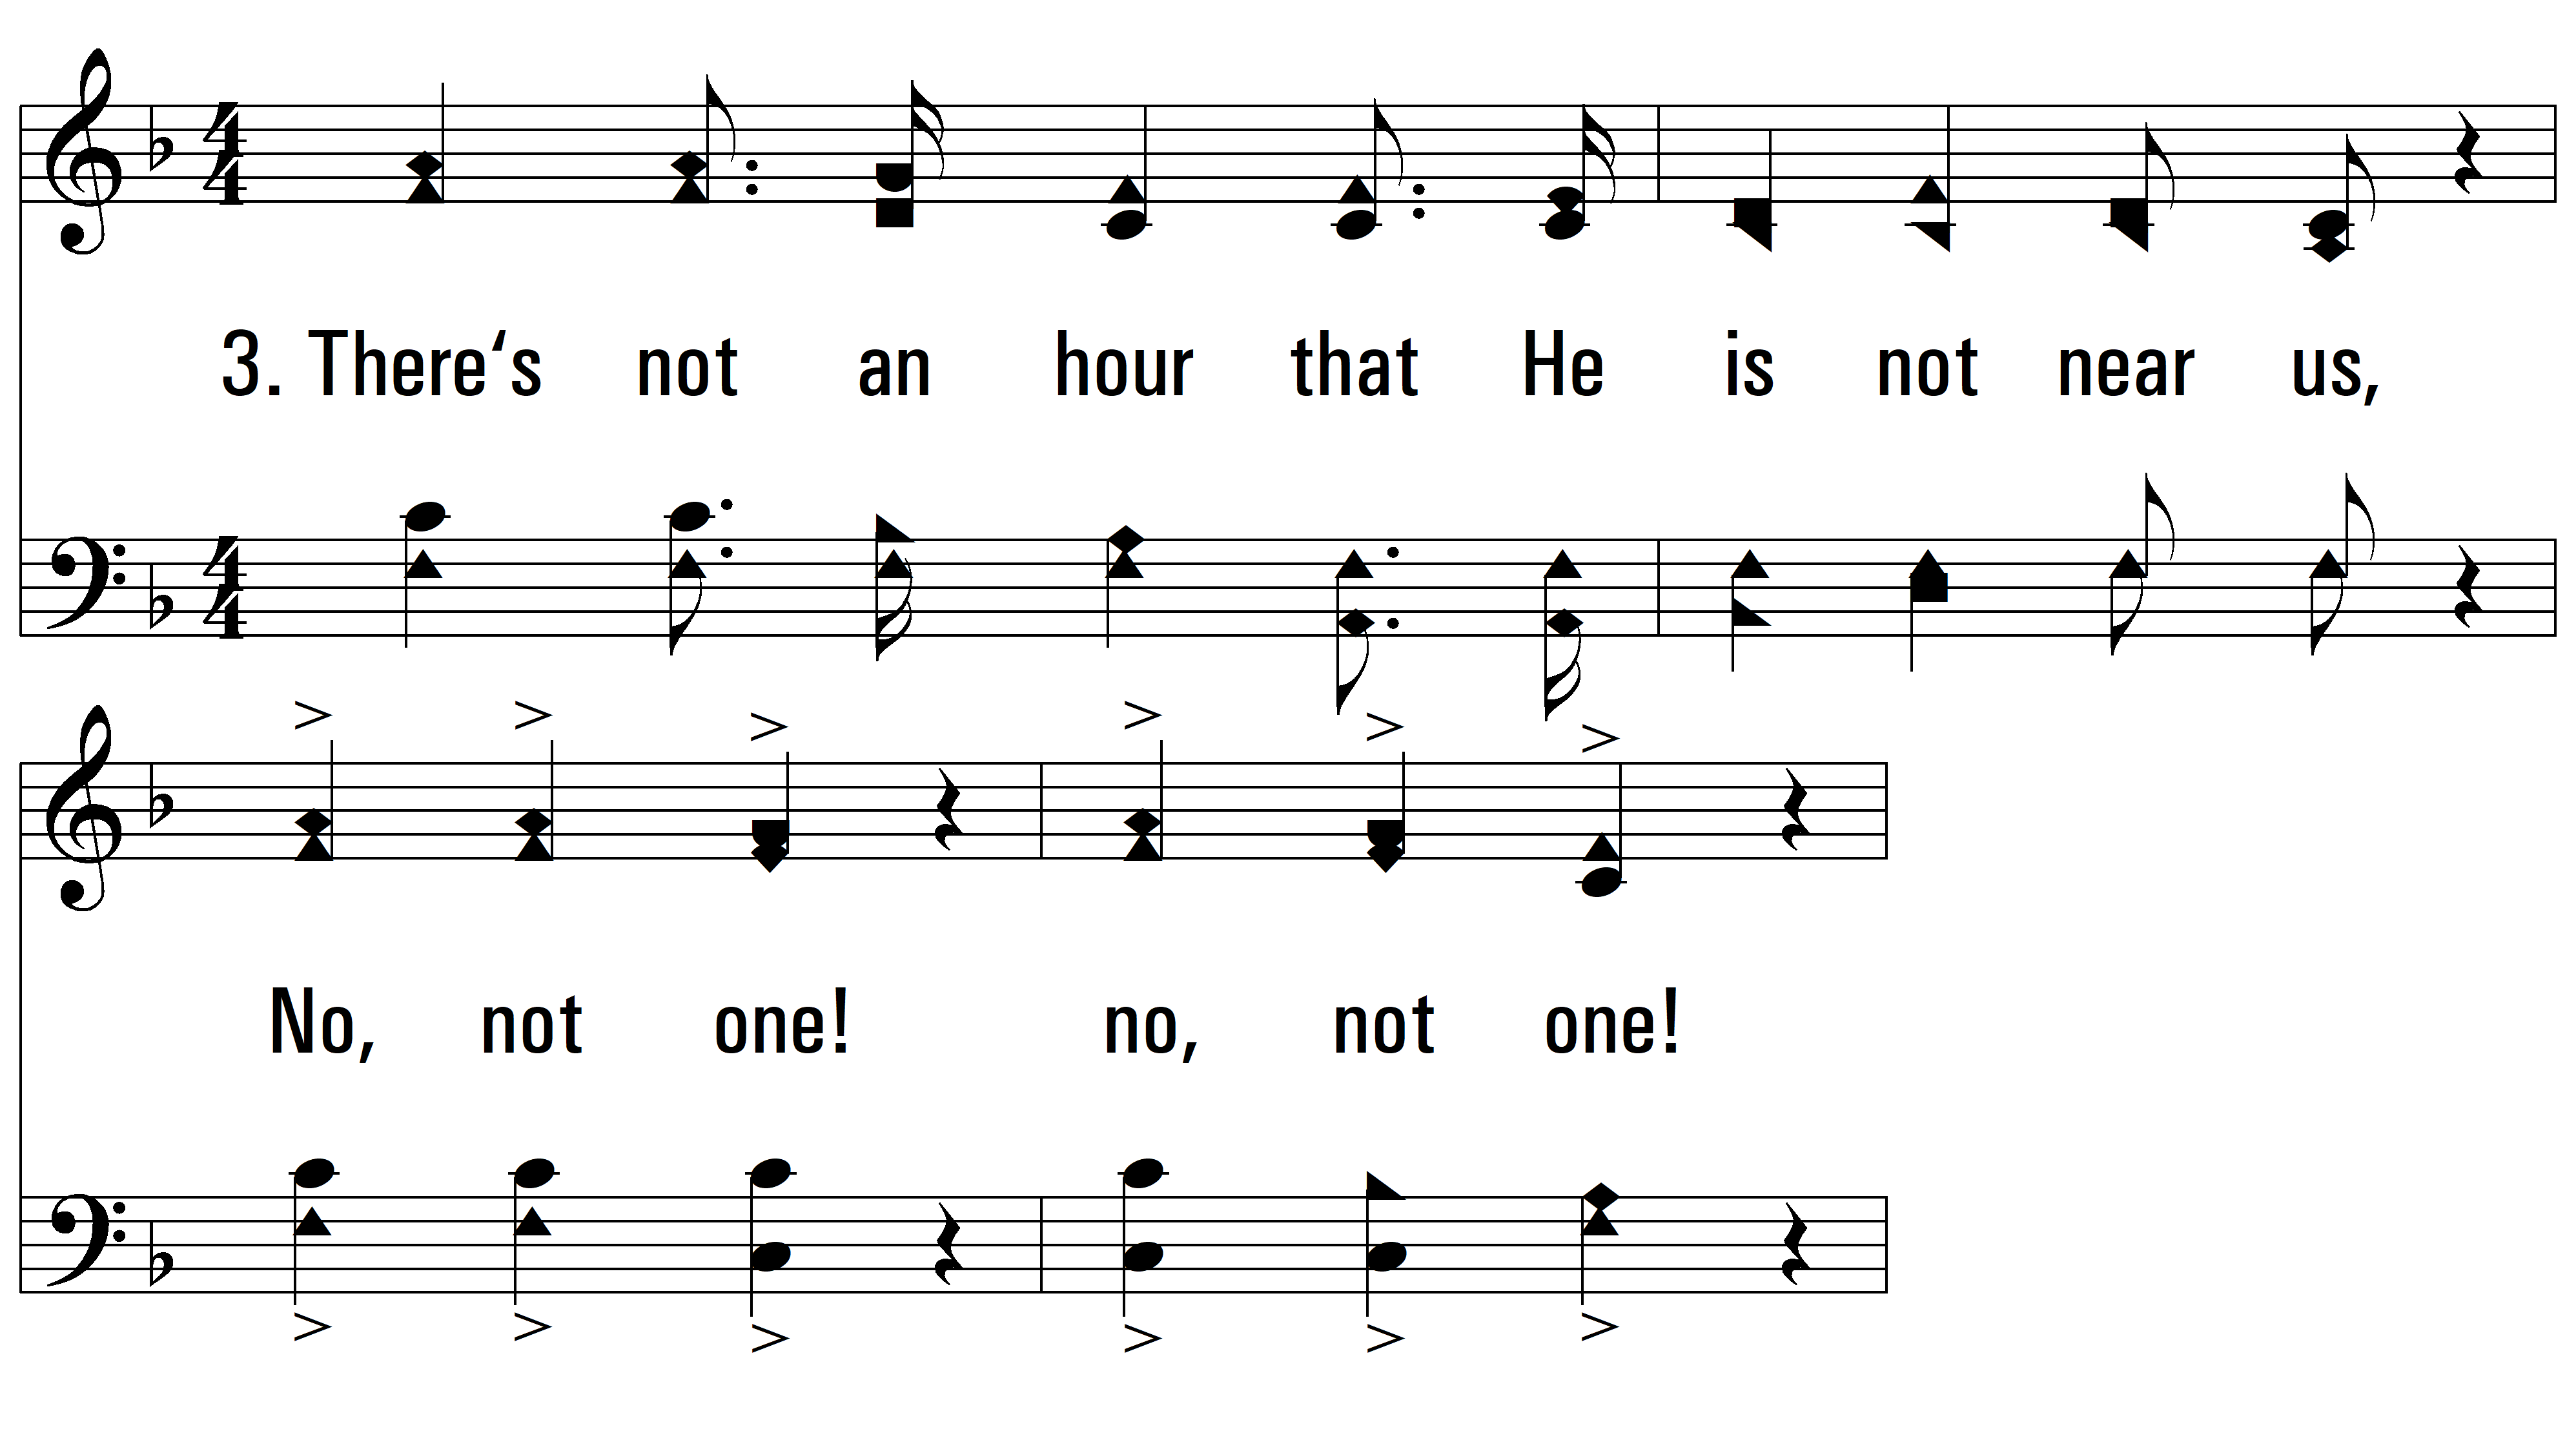 3. There‘s not an hour that He is not near us,
No, not one! no, not one!